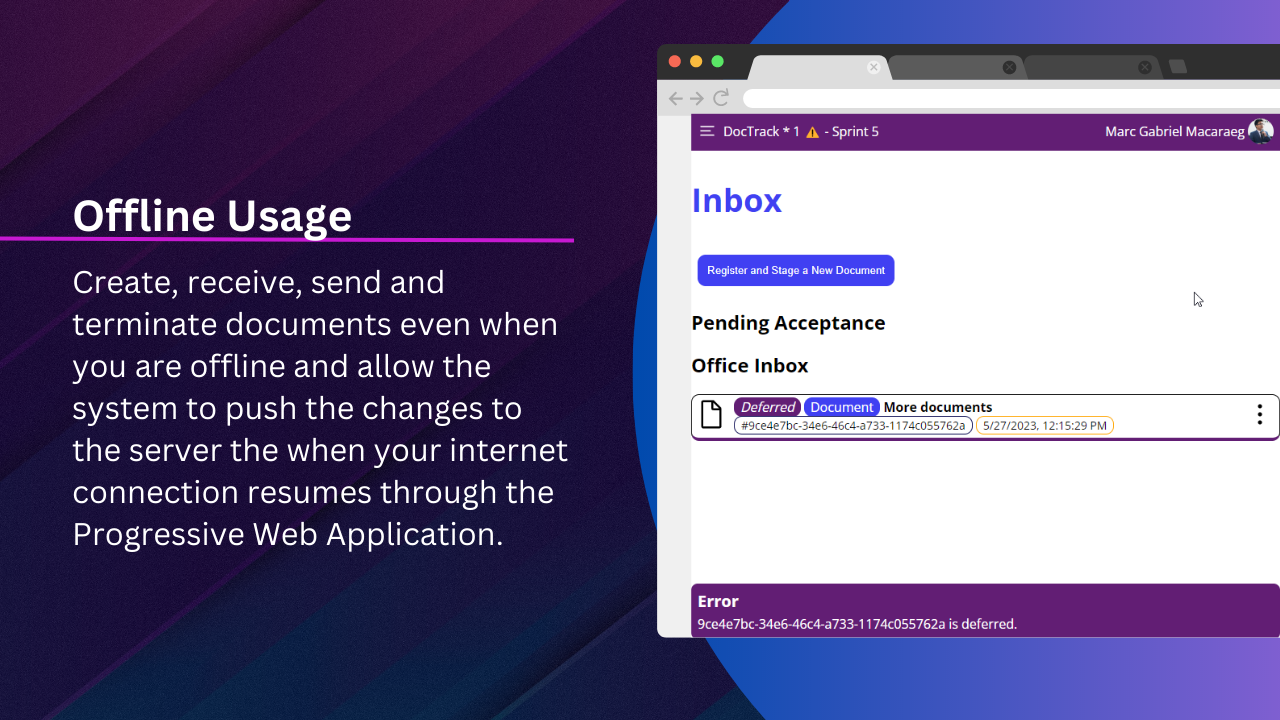 Offline Usage
Create, receive, send and
terminate documents even when
you are offline and allow the
system to push the changes to
the server the when your internet
connection resumes through the
Progressive Web Application.
DocTrack * 1 ⚠ - Sprint 5
Marc Gabriel Macaraeg
Inbox
Register and Stage a New Document
Pending Acceptance
Office Inbox
Deferred Document More documents
#9ce4e7bc-34e6-46c4-a733-1174c055762a 5/27/2023, 12:15:29 PM
Error
9ce4e7bc-34e6-46c4-a733-1174c055762a is deferred.